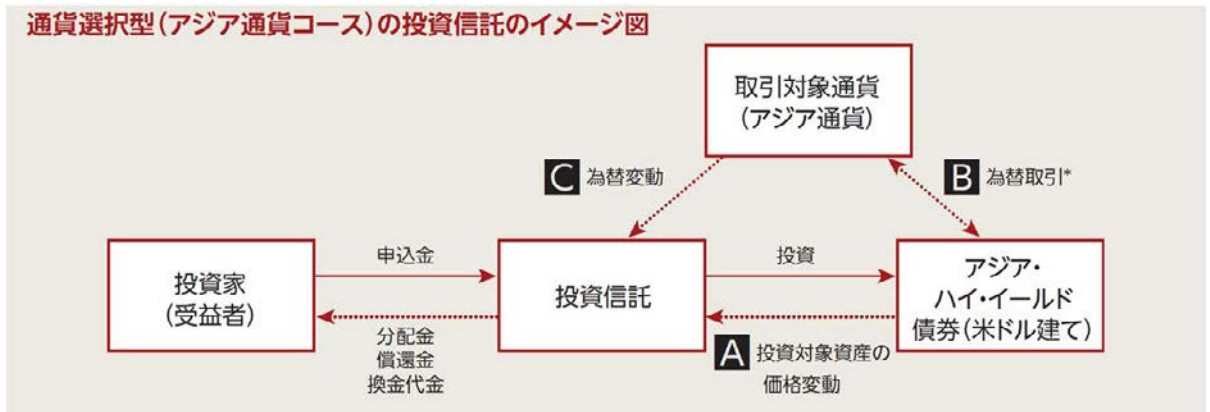 通貨選択型(アジア通貨コース)の投資信託のイメージ図
取引対象通貨
(アジア通貨)
C 為替変動
B 為替取引*
投資家
(受益者)
申込金
分配金
償還金
換金代金
投資信託
投資
A 投資対象資産の
価格変動
アジア・
ハイ・イールド
債券(米ドル建て)